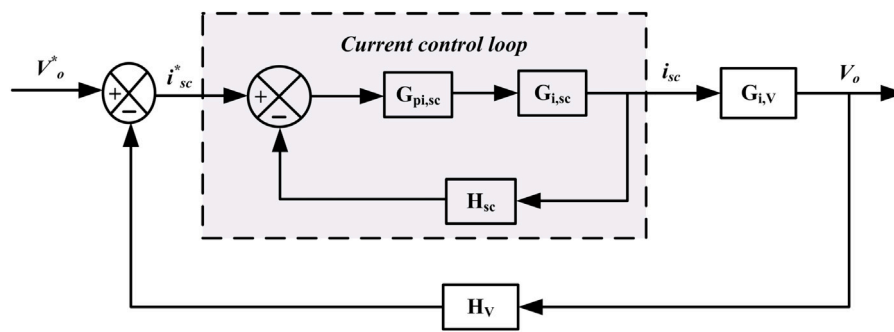 Current control loop
V*o
i*sc
isc
Vo
+
−
+
−
Gpi,sc
Gi,sc
Gi,V
Hsc
HV